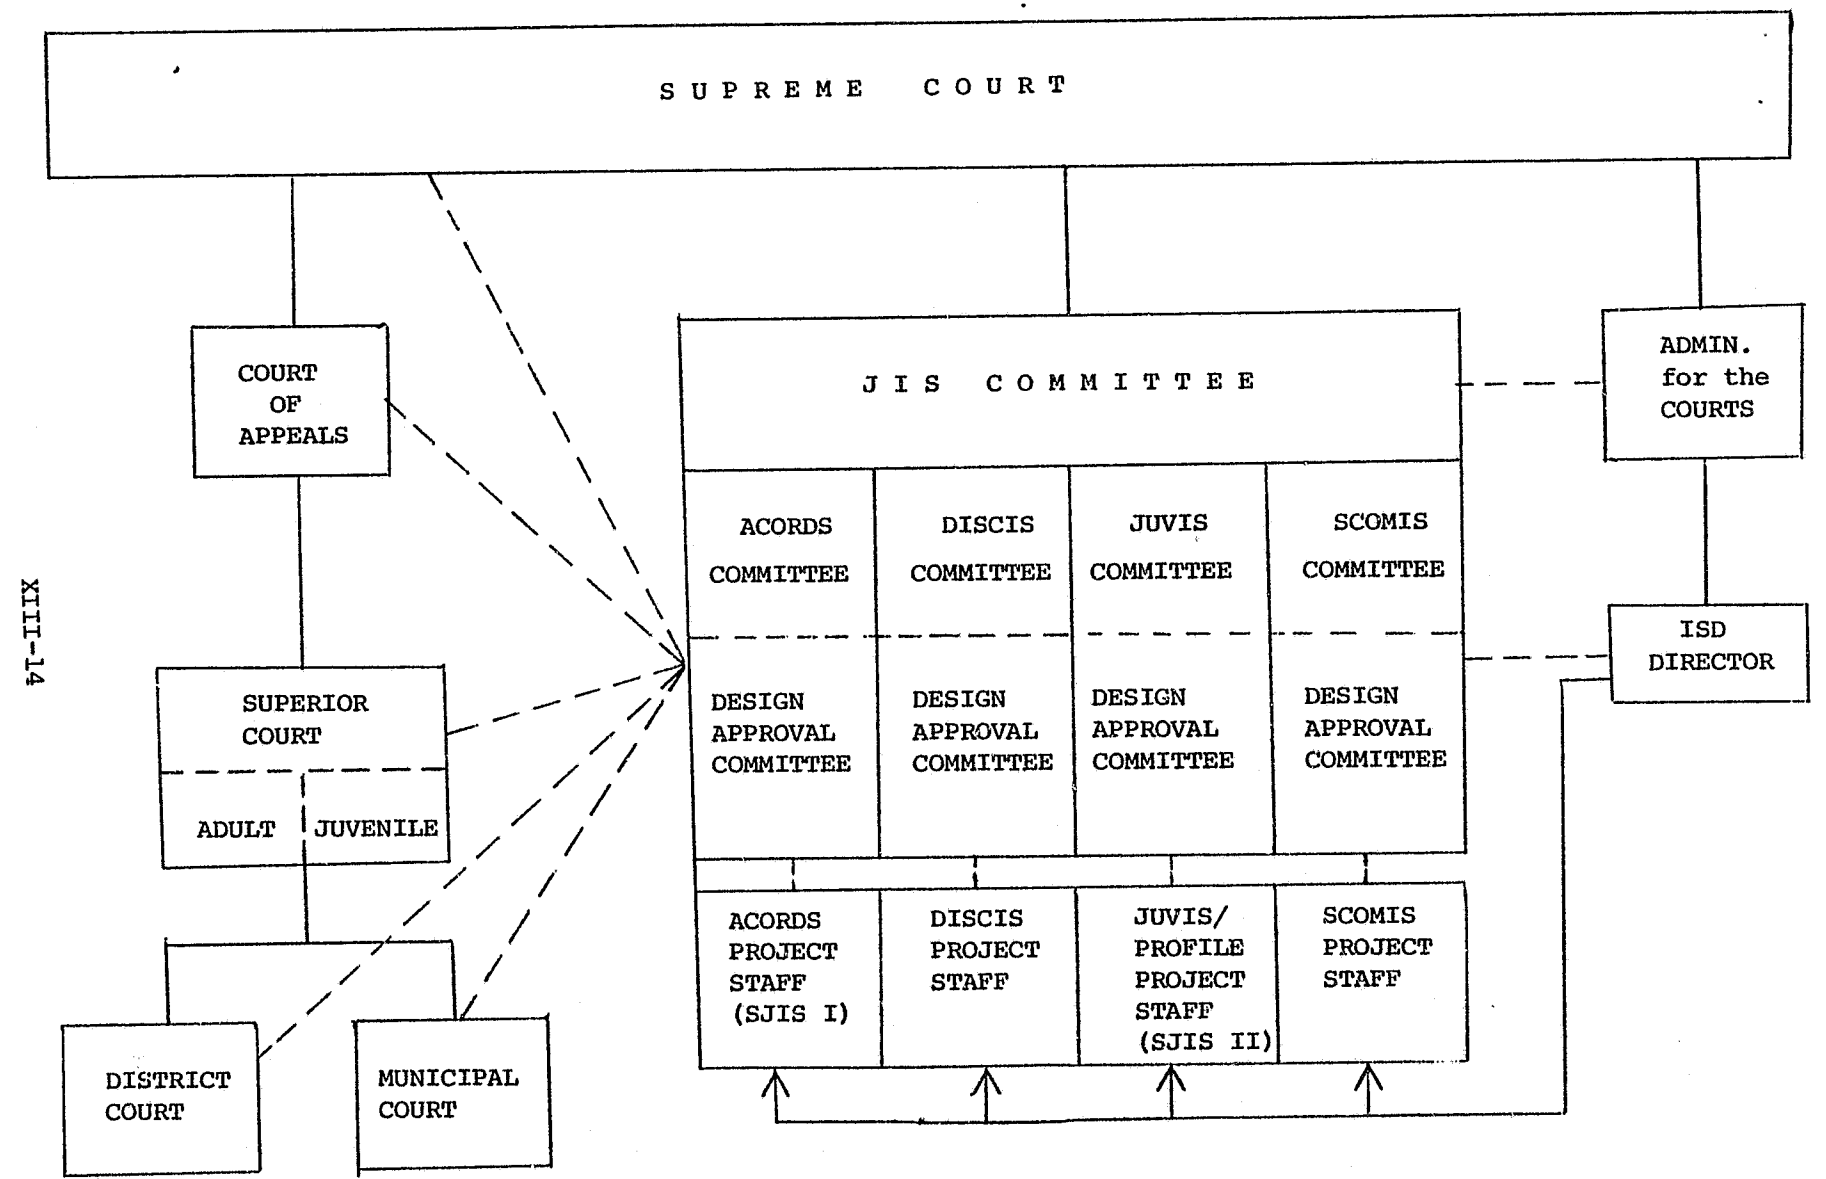 SUPREME COURT
COURT
OF
APPEALS
JIS COMMITTEE
ADMIN.
for the
COURTS
ACORDS
COMMITTEE
DISCIS
COMMITTEE
JUVIS
COMMITTEE
SCOMIS
COMMITTEE
ISD
DIRECTOR
XIII-14
SUPERIOR
COURT
ADULT
JUVENILE
DESIGN
APPROVAL
COMMITTEE
DESIGN
APPROVAL
COMMITTEE
DESIGN
APPROVAL
COMMITTEE
DESIGN
APPROVAL
COMMITTEE
ACORDS
PROJECT
STAFF
(SJIS I)
DISCIS
PROJECT
STAFF
JUVIS/
PROFILE
PROJECT
STAFF
(SJIS II)
SCOMIS
PROJECT
STAFF
DISTRICT
COURT
MUNICIPAL
COURT